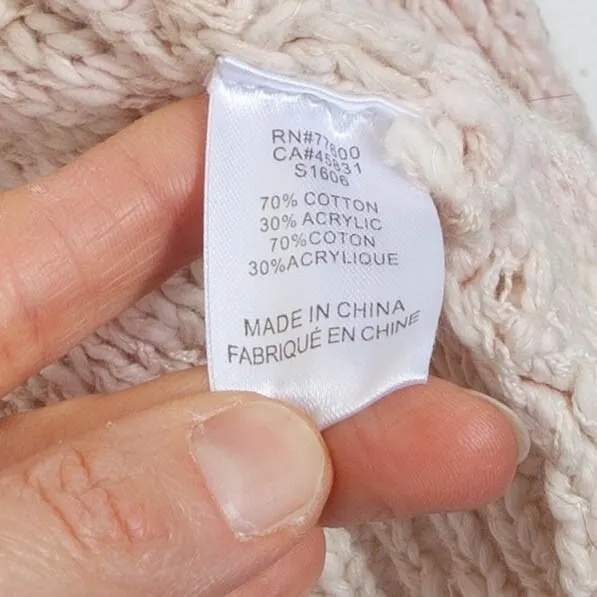 RN#77800
CA#45831
S1606
70% COTTON
30% ACRYLIC
70%COTON
30%ACRYLIQUE
MADE IN CHINA
FABRIQUÉ EN CHINE